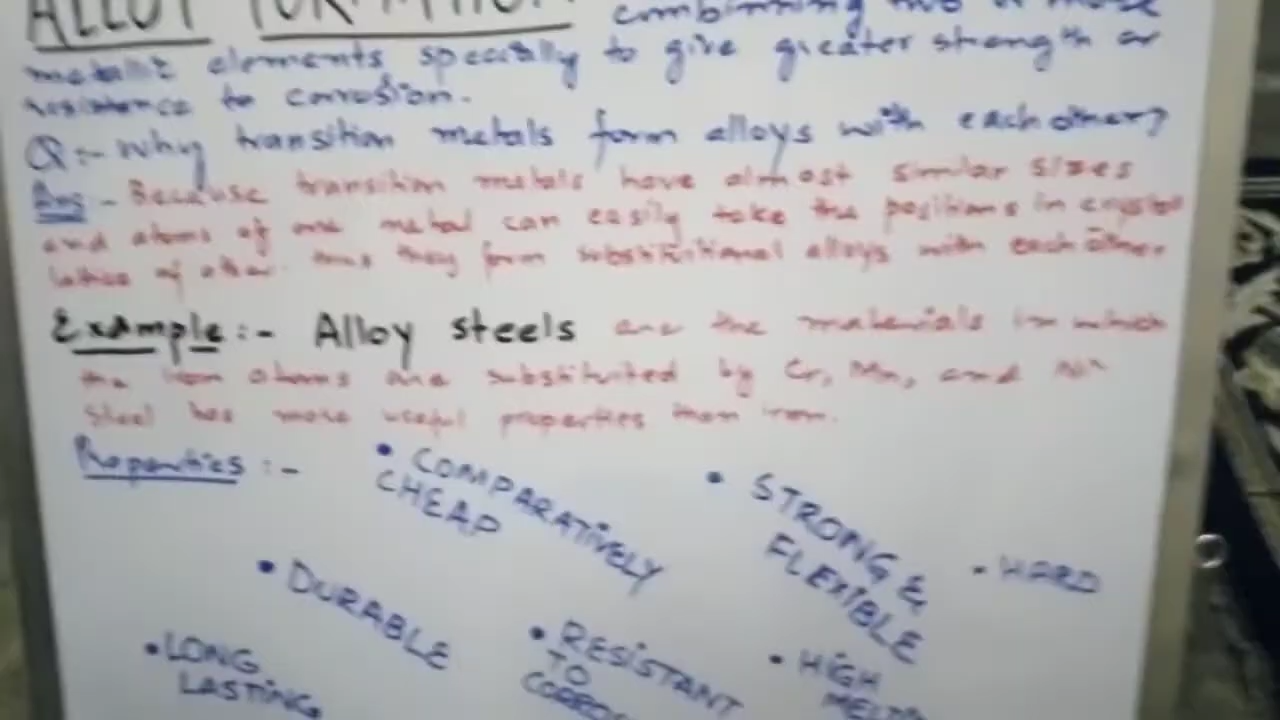 ALLOY FORMATION combinning two or more
metallic elements specially to give greater strength or
resistence to corrosion.
Q:- Why transition metals form alloys with each other?
Ans:- Because transition metals have almost similar sizes
and atoms of one metal can easily take the positions in crystal
lattice of other. thus they form substitutional alloys with each other.
Example:- Alloy steels are the materials in which
the iron atoms are substituted by Cr, Mn, and Ni
Steel has more useful properties than iron.
Properties:-
• COMPARATIVELY
CHEAP
• STRONG &
FLEXIBLE
- HARD
• DURABLE
• LONG
LASTING
• RESISTANT
TO
• HIGH